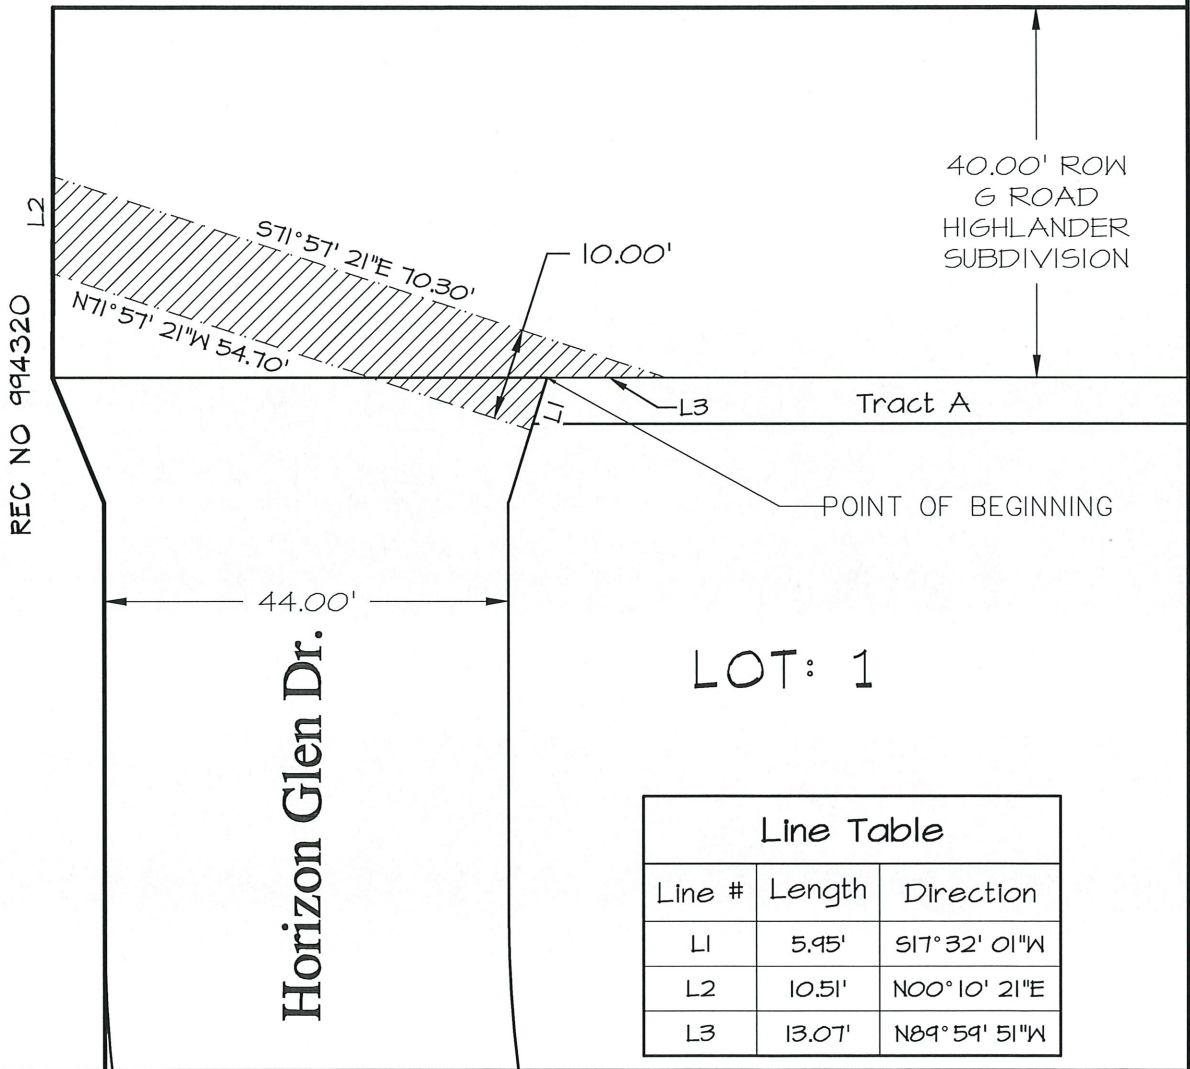 40.00' ROW
G ROAD
HIGHLANDER
SUBDIVISION
L2
S71°57' 21"E 70.30'
10.00'
N71°57' 21"W 54.70'
REC NO 994320
L1
L3
Tract A
POINT OF BEGINNING
44.00'
Horizon Glen Dr.
LOT: 1
Line Table
Line # Length Direction
L1 5.95' S17°32' 01"W
L2 10.51' N00°10' 21"E
L3 13.07' N89°59' 51"W